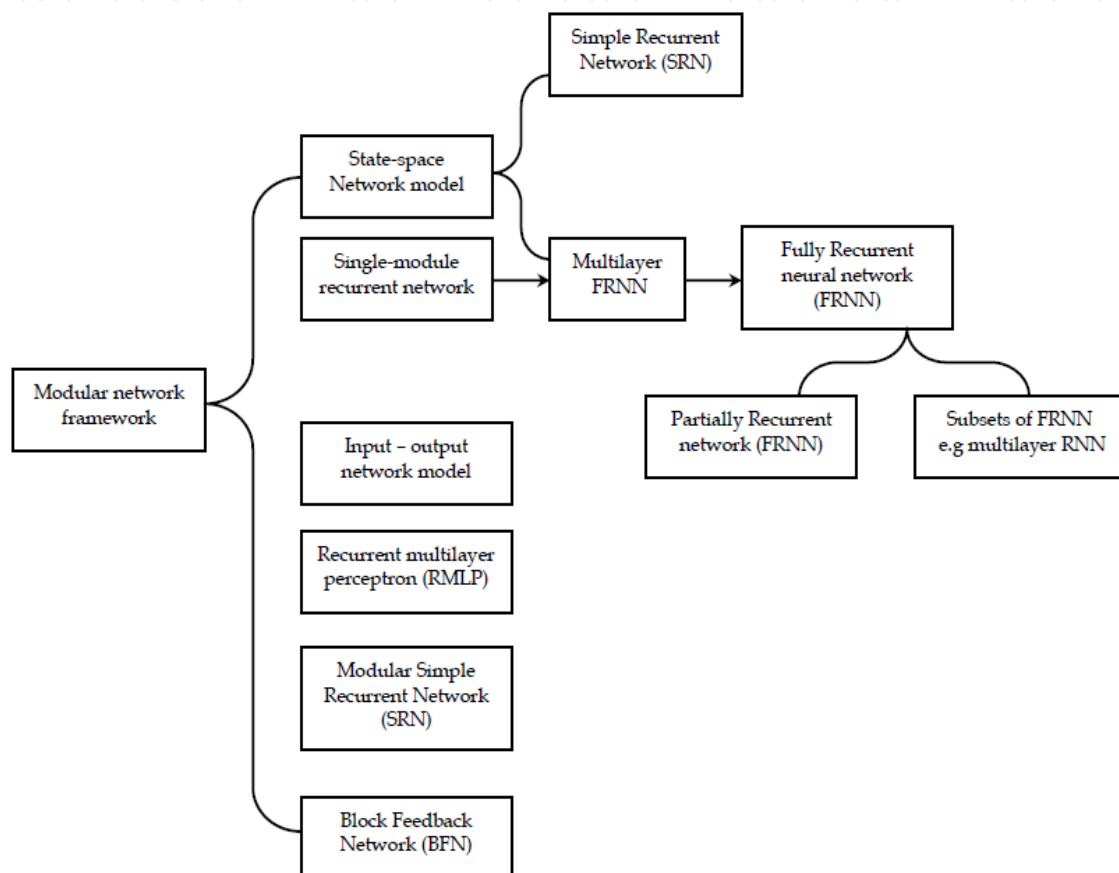 Simple Recurrent
Network (SRN)
State-space
Network model
Single-module
recurrent network
Multilayer
FRNN
Fully Recurrent
neural network
(FRNN)
Modular network
framework
Partially Recurrent
network (FRNN)
Subsets of FRNN
e.g multilayer RNN
Input – output
network model
Recurrent multilayer
perceptron (RMLP)
Modular Simple
Recurrent Network
(SRN)
Block Feedback
Network (BFN)